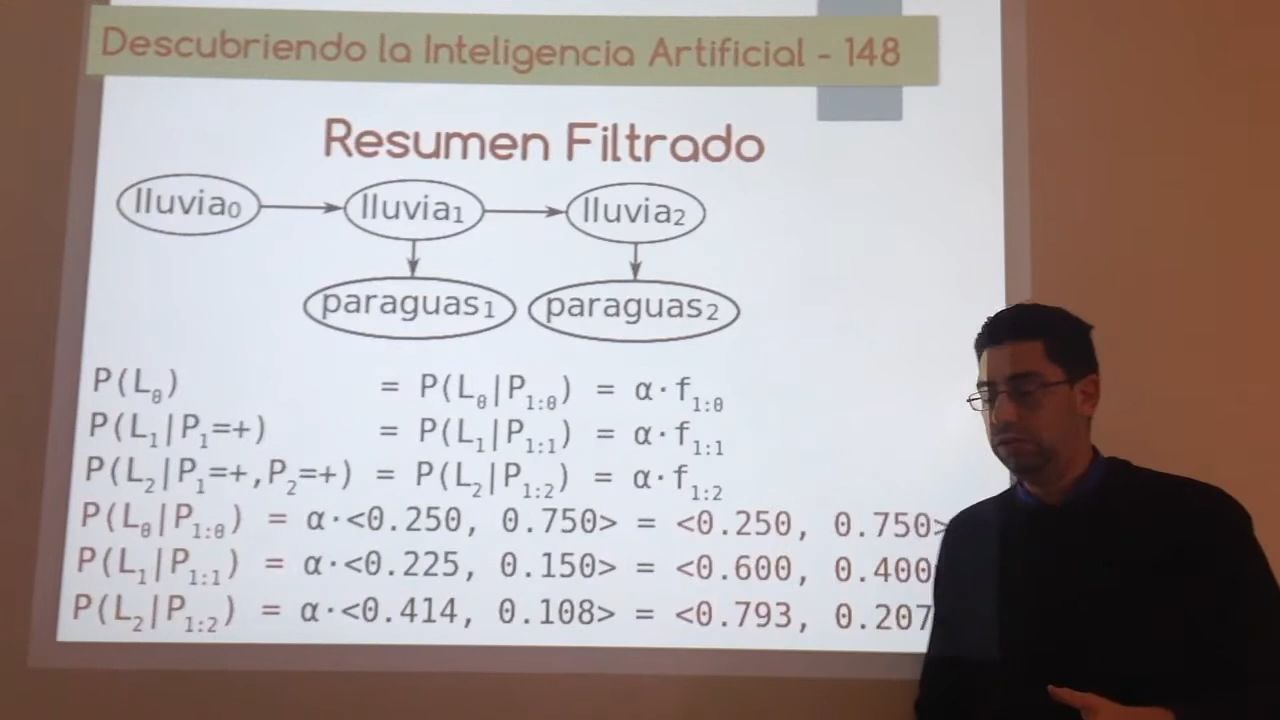 Descubriendo la Inteligencia Artificial - 148
Resumen Filtrado
lluvia₀ lluvia₁ lluvia₂
paraguas₁ paraguas₂
P(L₀) = P(L₀|P₁:₀) = α·f₁:₀
P(L₁|P₁=+) = P(L₁|P₁:₁) = α·f₁:₁
P(L₂|P₁=+,P₂=+) = P(L₂|P₁:₂) = α·f₁:₂
P(L₀|P₁:₀) = α·<0.250, 0.750> = <0.250, 0.750>
P(L₁|P₁:₁) = α·<0.225, 0.150> = <0.600, 0.400
P(L₂|P₁:₂) = α·<0.414, 0.108> = <0.793, 0.207